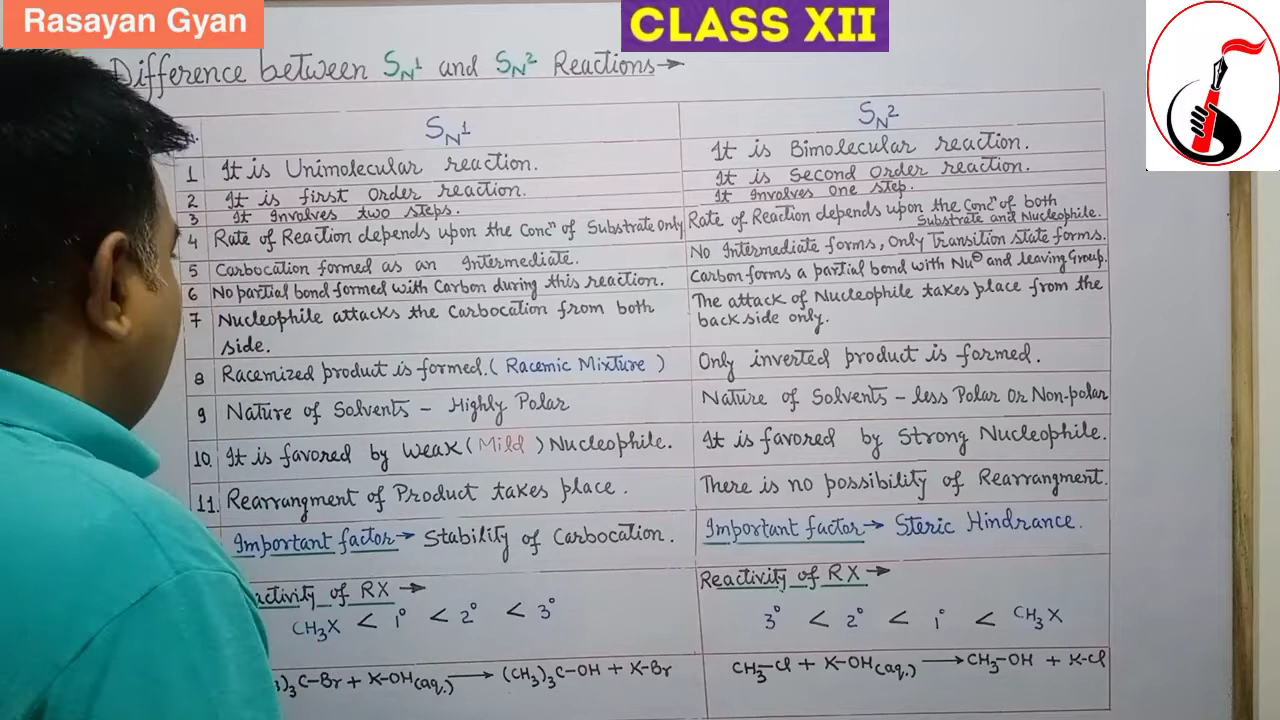 Rasayan Gyan
CLASS XII
Difference between SN1 and SN2 Reactions→
SN1
SN2
1 It is Unimolecular reaction.
It is Bimolecular reaction.
2 It is first Order reaction.
It is Second Order reaction.
3 It Involves two steps.
It Involves One step.
4 Rate of Reaction depends upon the Concn of Substrate Only
Rate of Reaction depends upon the Concn of both
Substrate and Nucleophile.
5 Carbocation formed as an Intermediate.
No Intermediate forms, Only Transition state forms.
6 No partial bond formed with Carbon during this reaction.
Carbon forms a partial bond with Nu⊖ and leaving Group.
7 Nucleophile attacks the Carbocation from both
side.
The attack of Nucleophile takes place from the
back side only.
8 Racemized product is formed. ( Racemic Mixture )
Only inverted product is formed.
9 Nature of Solvents – Highly Polar
Nature of Solvents – less Polar Or Non-polar
10. It is favored by Weak (Mild) Nucleophile.
It is favored by Strong Nucleophile.
11. Rearrangment of Product takes place.
There is no possibility of Rearrangment.
Important factor→ Stability of Carbocation.
Important factor→ Steric Hindrance.
activity of RX →
CH3X < 1° < 2° < 3°
Reactivity of RX →
3° < 2° < 1° < CH3X
)3C-Br + K-OH(aq.) → (CH3)3C-OH + K-Br
CH3-Cl + K-OH(aq.) → CH3-OH + K-Cl